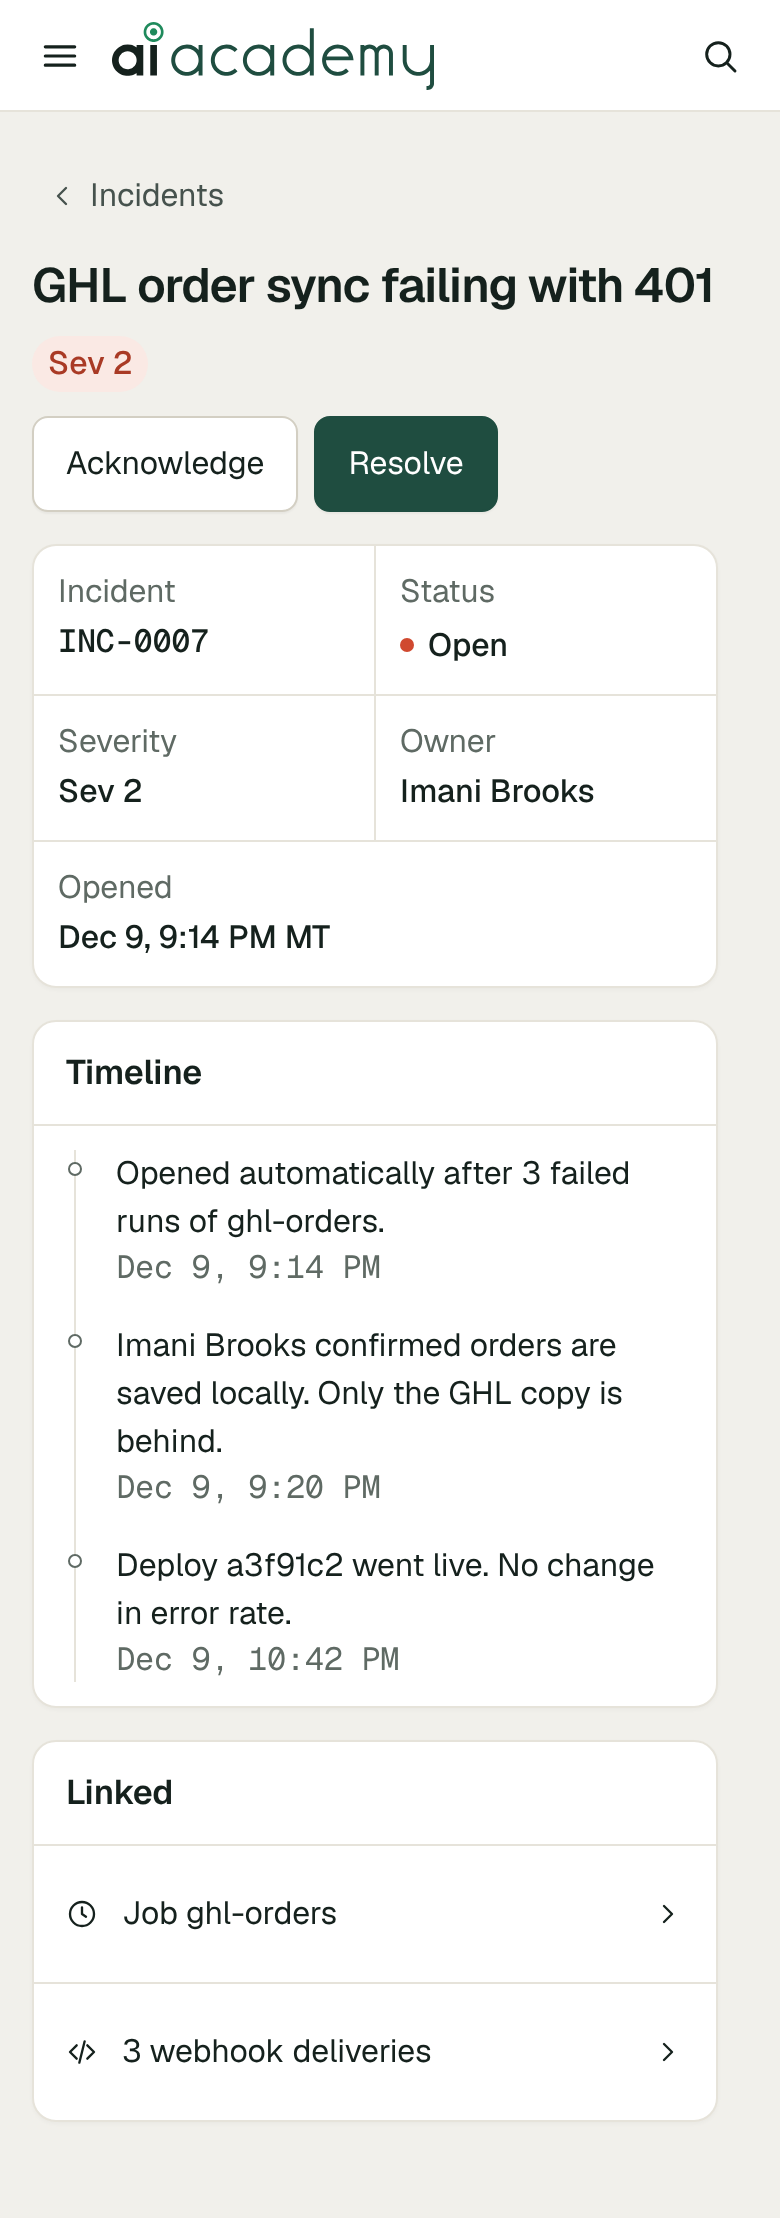 ai academy
Incidents
GHL order sync failing with 401
Sev 2
Acknowledge
Resolve
Incident
INC-0007
Status
Open
Severity
Sev 2
Owner
Imani Brooks
Opened
Dec 9, 9:14 PM MT
Timeline
Opened automatically after 3 failed
runs of ghl-orders.
Dec 9, 9:14 PM
Imani Brooks confirmed orders are
saved locally. Only the GHL copy is
behind.
Dec 9, 9:20 PM
Deploy a3f91c2 went live. No change
in error rate.
Dec 9, 10:42 PM
Linked
Job ghl-orders
3 webhook deliveries